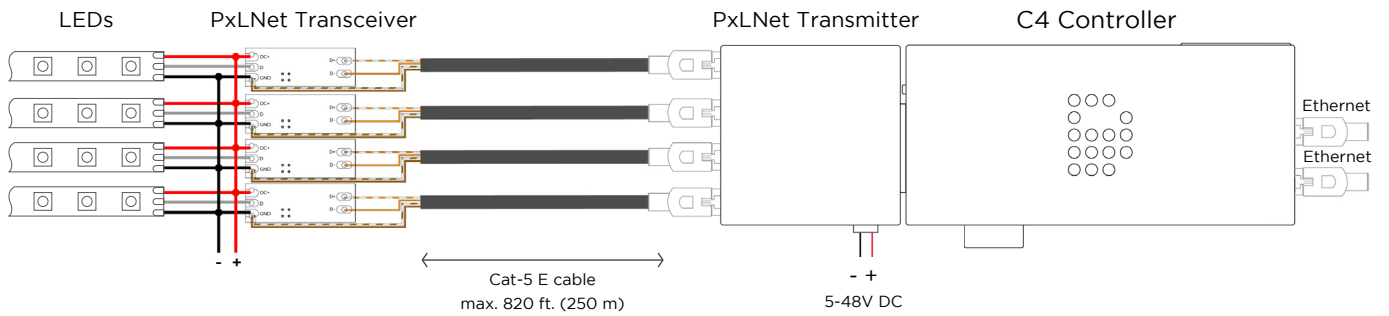 LEDs
PxLNet Transceiver
PxLNet Transmitter
C4 Controller
DC+
D
GND
D+
D-
DC+
D
GND
D+
D-
DC+
D
GND
D+
D-
DC+
D
GND
D+
D-
Ethernet
Ethernet
- +
Cat-5 E cable
max. 820 ft. (250 m)
- +
5-48V DC